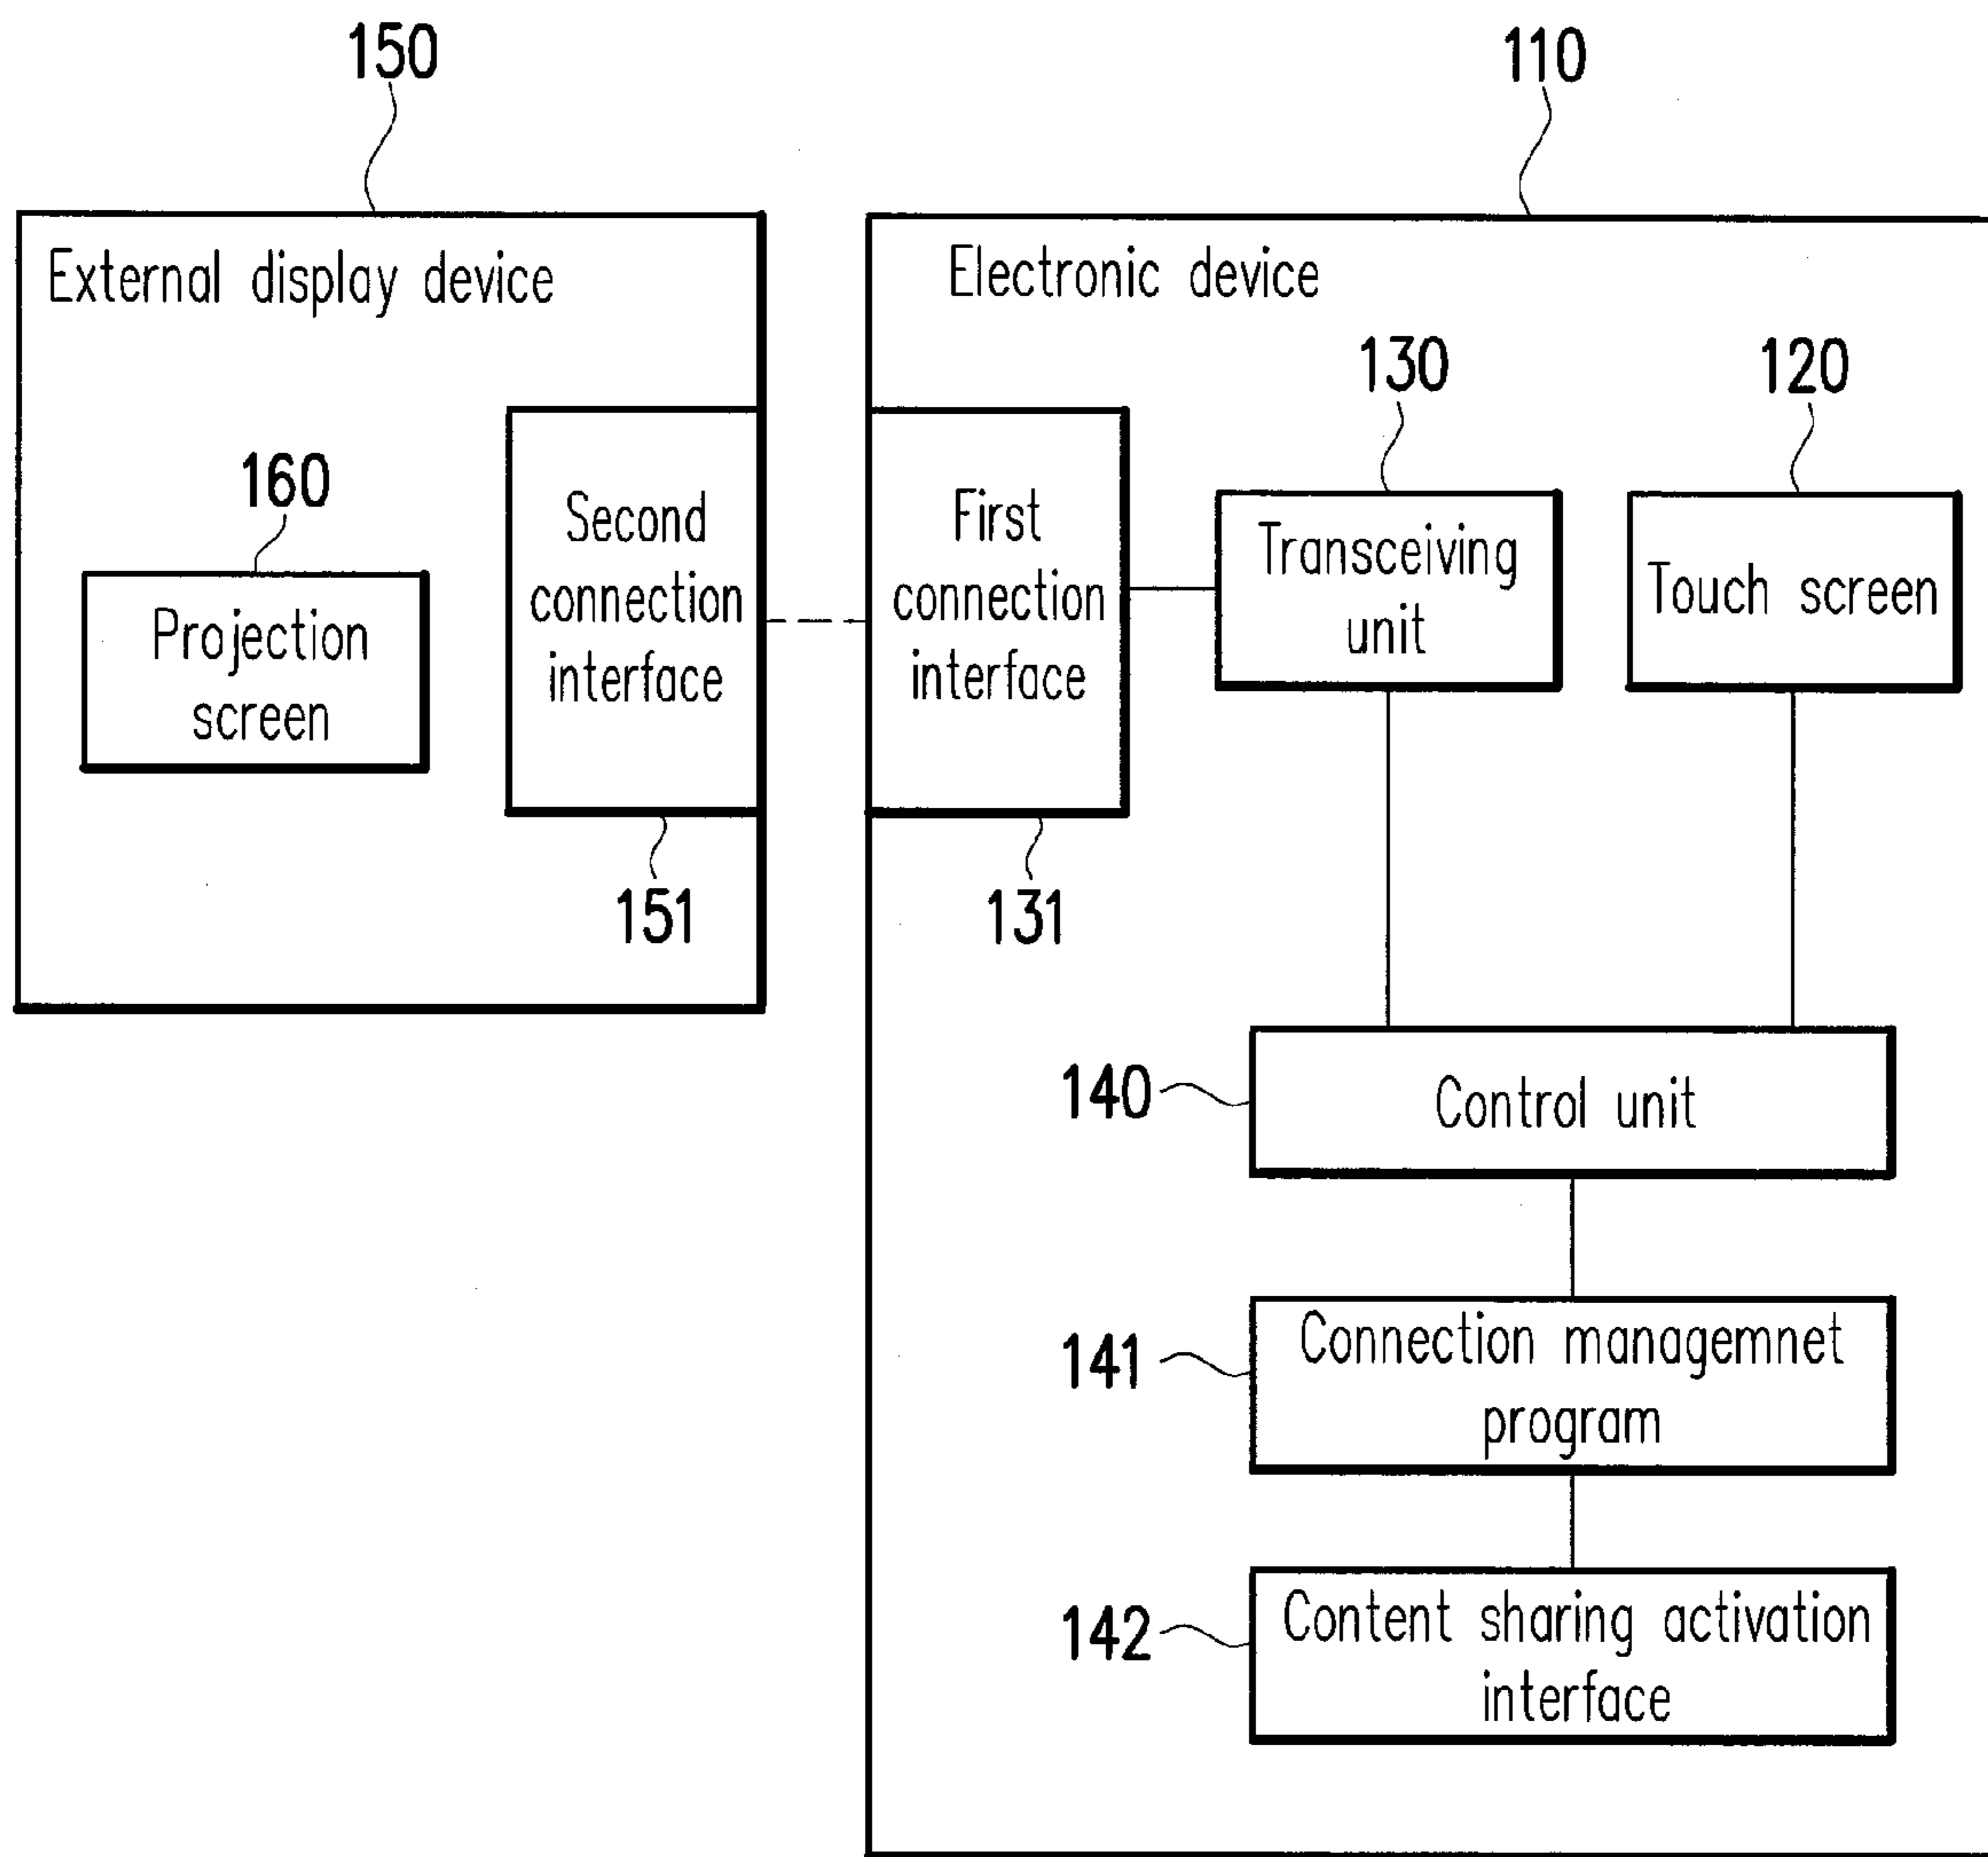 150
110
External display device
Electronic device
130
120
160
Second
connection
interface
First
connection
interface
Transceiving
unit
Touch screen
Projection
screen
151
131
140
Control unit
141
Connection managemnet
program
142
Content sharing activation
interface